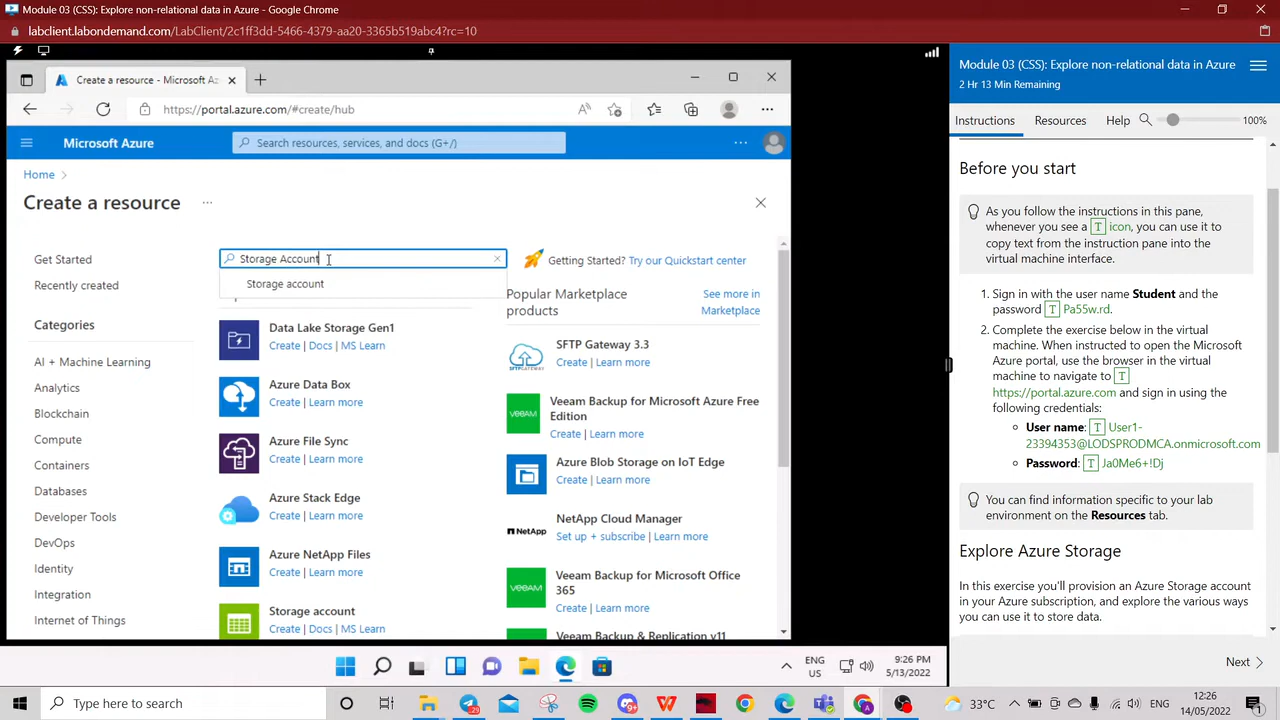 Module 03 (CSS): Explore non-relational data in Azure - Google Chrome
labclient.labondemand.com/LabClient/2c1ff3dd-5466-4379-aa20-3365b519abc4?rc=10
Create a resource - Microsoft Az
https://portal.azure.com/#create/hub
Microsoft Azure
Search resources, services, and docs (G+/)
Home
Create a resource
Get Started
Recently created
Categories
AI + Machine Learning
Analytics
Blockchain
Compute
Containers
Databases
Developer Tools
DevOps
Identity
Integration
Internet of Things
Storage Account
Storage account
Data Lake Storage Gen1
Create | Docs | MS Learn
Azure Data Box
Create | Learn more
Azure File Sync
Create | Learn more
Azure Stack Edge
Create | Learn more
Azure NetApp Files
Create | Learn more
Storage account
Create | Docs | MS Learn
Getting Started? Try our Quickstart center
Popular Marketplace products
See more in Marketplace
SFTP Gateway 3.3
Create | Learn more
Veeam Backup for Microsoft Azure Free
Edition
Create | Learn more
Azure Blob Storage on IoT Edge
Create | Learn more
NetApp Cloud Manager
Set up + subscribe | Learn more
Veeam Backup for Microsoft Office
365
Create | Learn more
Veeam Backup & Replication v11
ENG
US
9:26 PM
5/13/2022
Module 03 (CSS): Explore non-relational data in Azure
2 Hr 13 Min Remaining
Instructions
Resources
Help
100%
Before you start
As you follow the instructions in this pane,
whenever you see a T icon, you can use it to
copy text from the instruction pane into the
virtual machine interface.
1. Sign in with the user name Student and the
password T Pa55w.rd.
2. Complete the exercise below in the virtual
machine. When instructed to open the Microsoft
Azure portal, use the browser in the virtual
machine to navigate to T
https://portal.azure.com and sign in using the
following credentials:
User name: T User1-
23394353@LODSPRODMCA.onmicrosoft.com
Password: T Ja0Me6+!Dj
You can find information specific to your lab
environment on the Resources tab.
Explore Azure Storage
In this exercise you'll provision an Azure Storage account
in your Azure subscription, and explore the various ways
you can use it to store data.
Next
Type here to search
33°C
12:26
14/05/2022